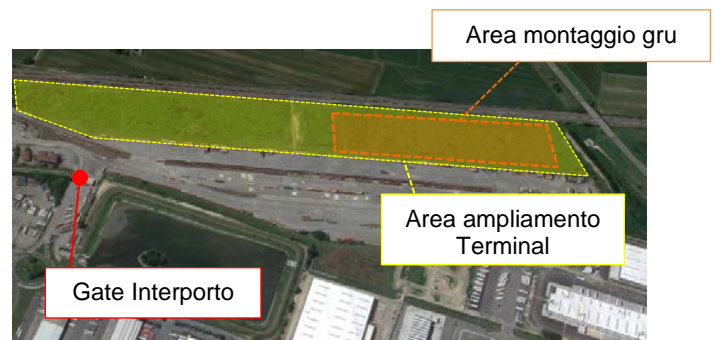 Area montaggio gru
Area ampliamento
Terminal
Gate Interporto